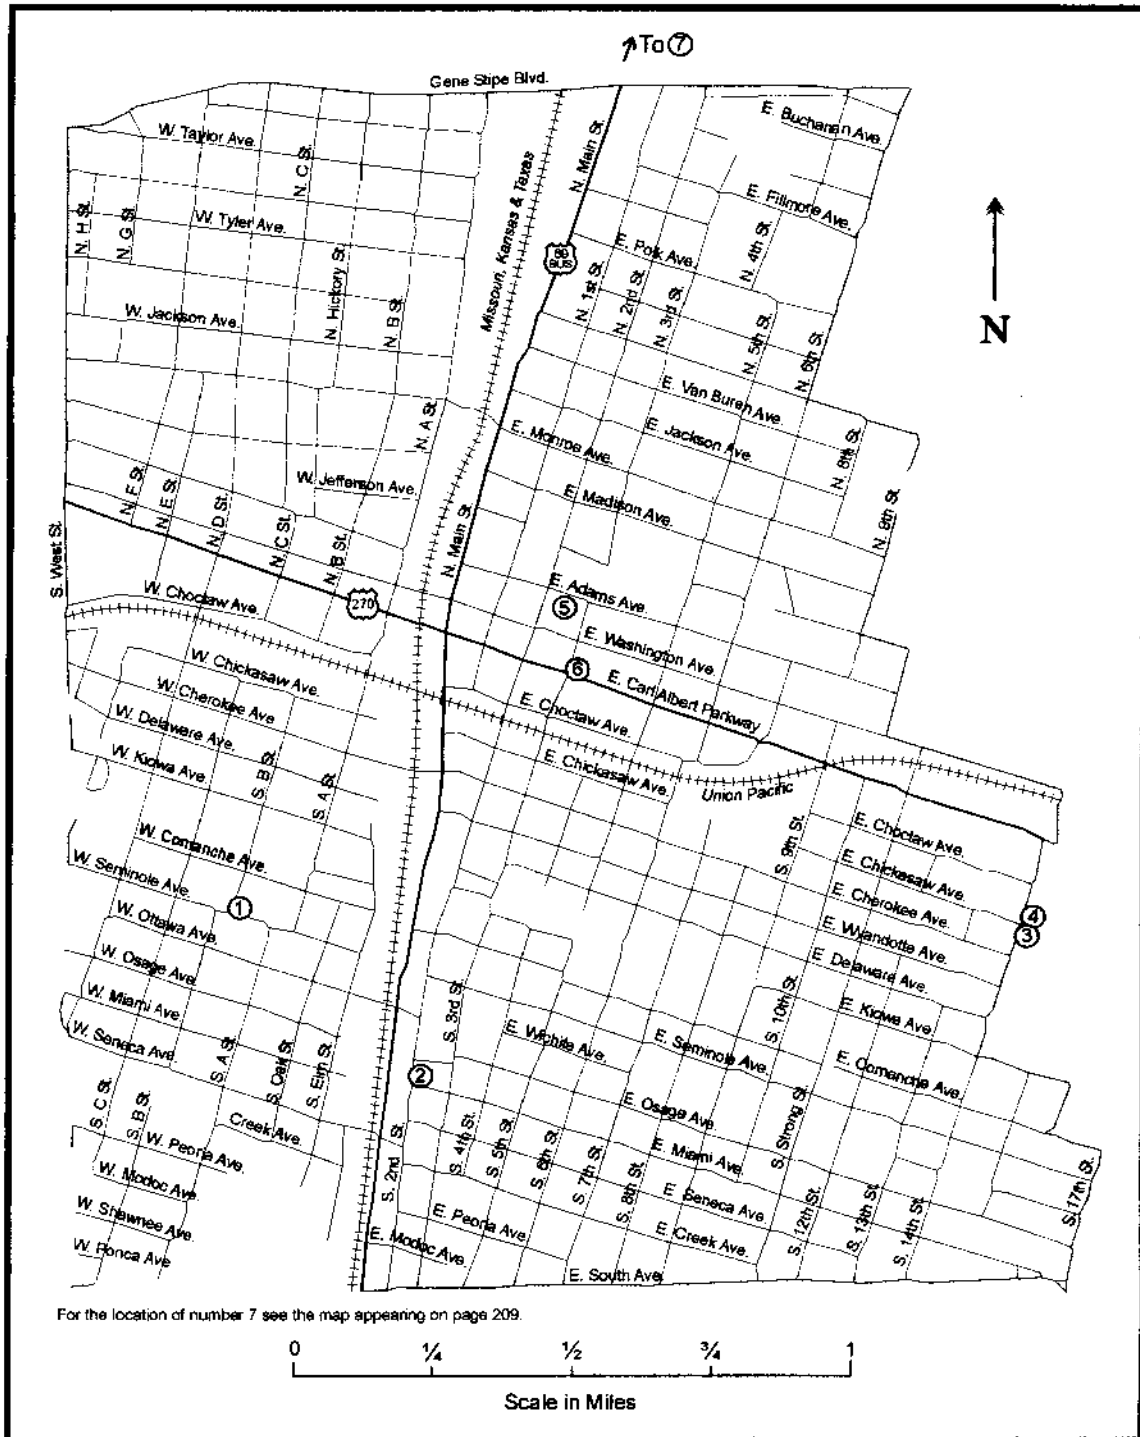 To 7
Gene Stipe Blvd.
E. Buchanan Ave.
W. Taylor Ave.
N. C St.
N. Main St.
Missouri, Kansas & Texas
E. Fillmore Ave.
N. H St.
N. G St.
W. Tyler Ave.
N. 4th St.
E. Polk Ave.
69
BUS
N. Hickory St.
N. 1st St.
N. 2nd St.
N. 3rd St.
N
W. Jackson Ave.
N. B St.
N. 5th St.
N. 6th St.
E. Van Buren Ave.
N. A St.
E. Monroe Ave.
E. Jackson Ave.
N. 8th St.
W. Jefferson Ave.
E. Madison Ave.
N. 9th St.
N. F St.
N. E St.
N. D St.
N. C St.
N. B St.
N. Main St.
S. West St.
W. Choctaw Ave.
270
E. Adams Ave.
5
E. Washington Ave.
W. Chickasaw Ave.
6
E. Carl Albert Parkway
W. Cherokee Ave
E. Choctaw Ave.
W. Delaware Ave.
W. Kiowa Ave.
S. B St.
S. A St.
E. Chickasaw Ave.
Union Pacific
W. Comanche Ave.
S. 9th St.
E. Choctaw Ave.
W. Seminole Ave.
E. Chickasaw Ave.
1
E. Cherokee Ave.
4
W. Ottawa Ave.
E. Wyandotte Ave.
3
W. Osage Ave.
E. Delaware Ave.
W. Miami Ave.
S. 3rd St.
S. 10th St.
E. Kiowa Ave.
W. Seneca Ave.
E. Wichita Ave.
E. Seminole Ave.
S. A St.
S. Oak St.
S. Elm St.
2
E. Comanche Ave.
S. C St.
S. B St.
Creek Ave.
E. Osage Ave.
S. Strong St.
W. Peoria Ave.
S. 2nd St.
S. 4th St.
S. 5th St.
S. 6th St.
S. 7th St.
E. Miami Ave
W. Modoc Ave.
S. 8th St.
E. Seneca Ave.
S. 17th St.
W. Shawnee Ave.
E. Peoria Ave.
S. 12th St.
S. 13th St.
S. 14th St.
W. Ponca Ave
E. Modoc Ave.
E. Creek Ave.
E. South Ave
For the location of number 7 see the map appearing on page 209.
0 1/4 1/2 3/4 1
Scale in Miles